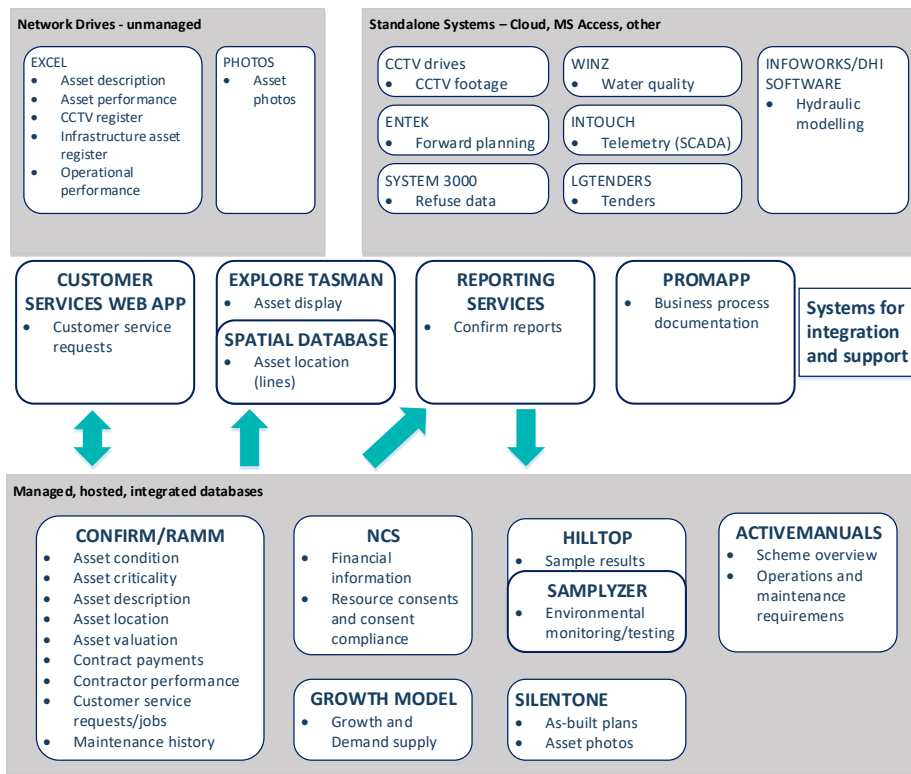 Network Drives - unmanaged
EXCEL
• Asset description
• Asset performance
• CCTV register
• Infrastructure asset
register
• Operational
performance
PHOTOS
• Asset
photos
Standalone Systems – Cloud, MS Access, other
CCTV drives
• CCTV footage
ENTEK
• Forward planning
SYSTEM 3000
• Refuse data
WINZ
• Water quality
INTOUCH
• Telemetry (SCADA)
LGTENDERS
• Tenders
INFOWORKS/DHI
SOFTWARE
• Hydraulic
modelling
CUSTOMER
SERVICES WEB APP
• Customer service
requests
EXPLORE TASMAN
• Asset display
SPATIAL DATABASE
• Asset location
(lines)
REPORTING
SERVICES
• Confirm reports
PROMAPP
• Business process
documentation
Systems for
integration
and support
Managed, hosted, integrated databases
CONFIRM/RAMM
• Asset condition
• Asset criticality
• Asset description
• Asset location
• Asset valuation
• Contract payments
• Contractor performance
• Customer service
requests/jobs
• Maintenance history
NCS
• Financial
information
• Resource consents
and consent
compliance
GROWTH MODEL
• Growth and
Demand supply
HILLTOP
• Sample results
SAMPLYZER
• Environmental
monitoring/testing
SILENTONE
• As-built plans
• Asset photos
ACTIVEMANUALS
• Scheme overview
• Operations and
maintenance
requiremens